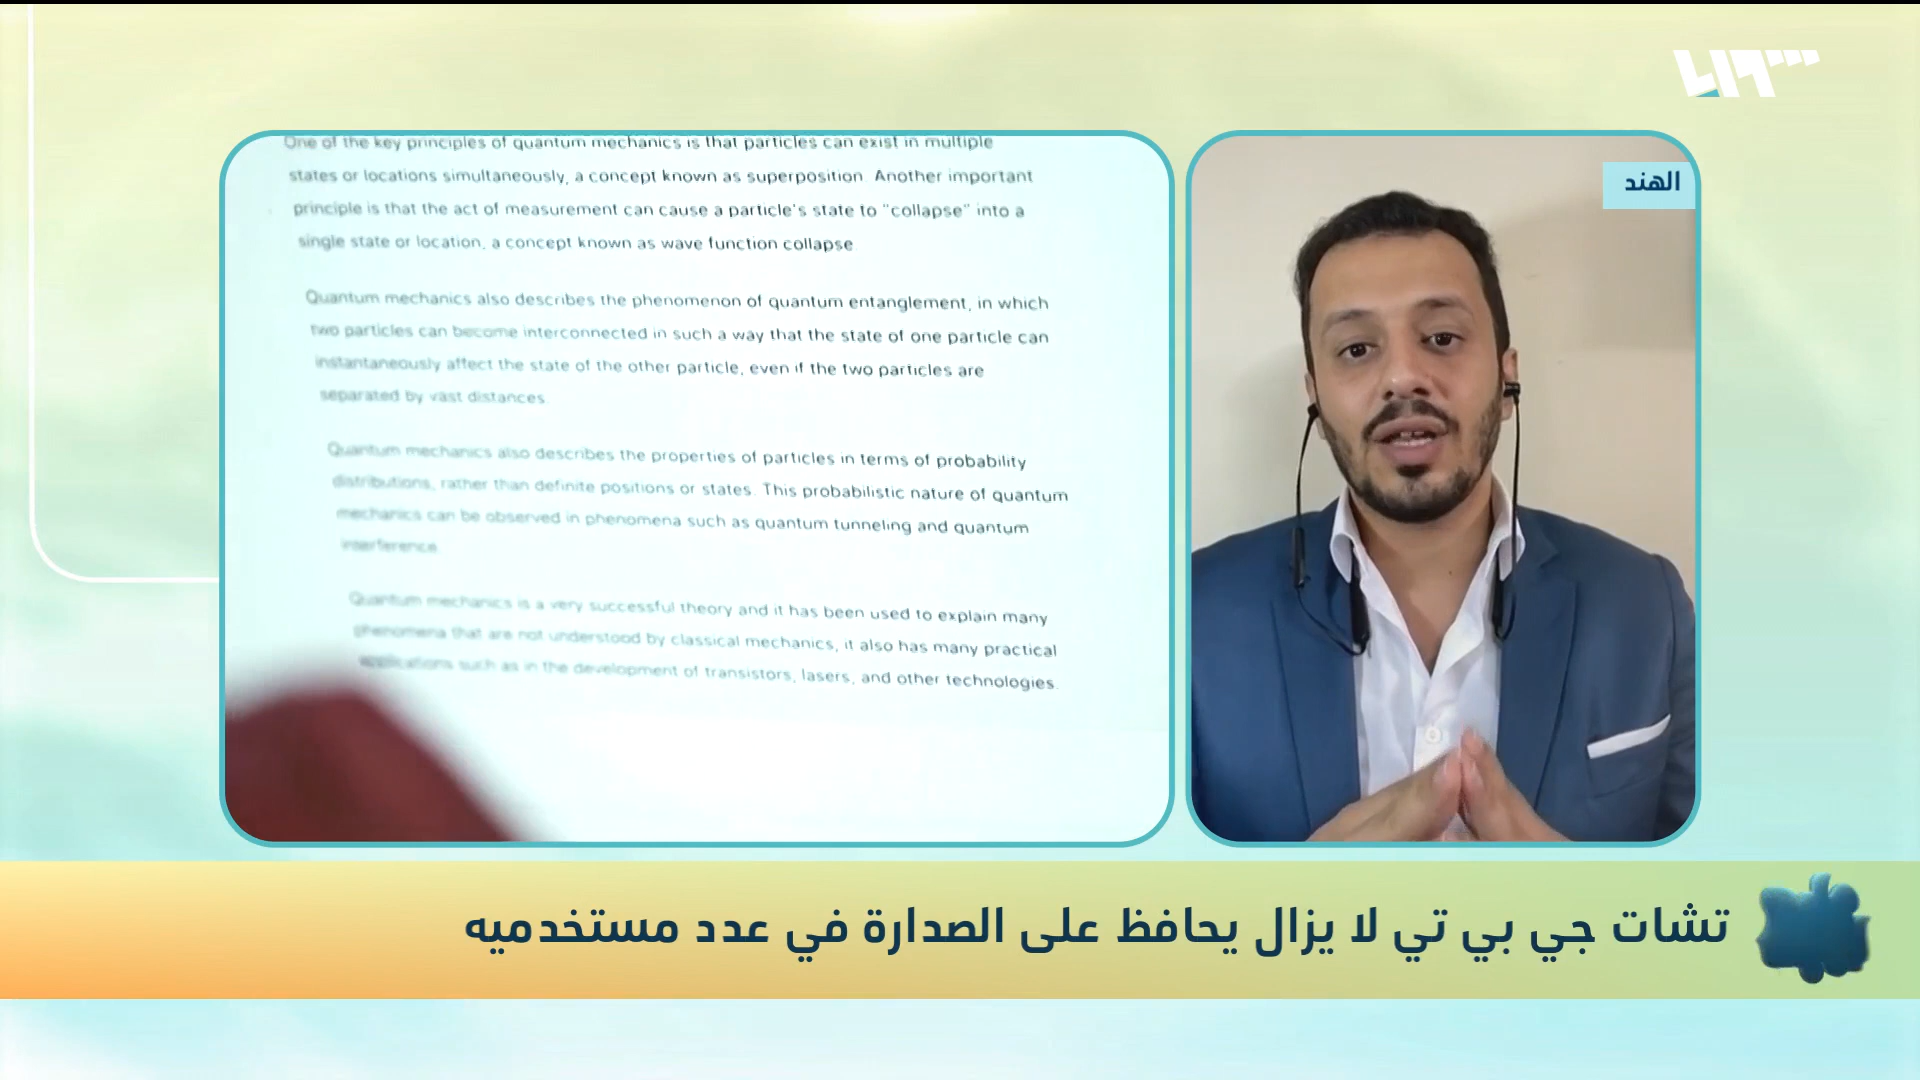 الهند
One of the key principles of quantum mechanics is that particles can exist in multiple
states or locations simultaneously, a concept known as superposition. Another important
principle is that the act of measurement can cause a particle's state to "collapse" into a
single state or location, a concept known as wave function collapse.
Quantum mechanics also describes the phenomenon of quantum entanglement, in which
two particles can become interconnected in such a way that the state of one particle can
instantaneously affect the state of the other particle, even if the two particles are
separated by vast distances.
Quantum mechanics also describes the properties of particles in terms of probability
distributions, rather than definite positions or states. This probabilistic nature of quantum
mechanics can be observed in phenomena such as quantum tunneling and quantum
interference.
Quantum mechanics is a very successful theory and it has been used to explain many
phenomena that are not understood by classical mechanics, it also has many practical
applications such as in the development of transistors, lasers, and other technologies.
تشات جي بي تي لا يزال يحافظ على الصدارة في عدد مستخدميه